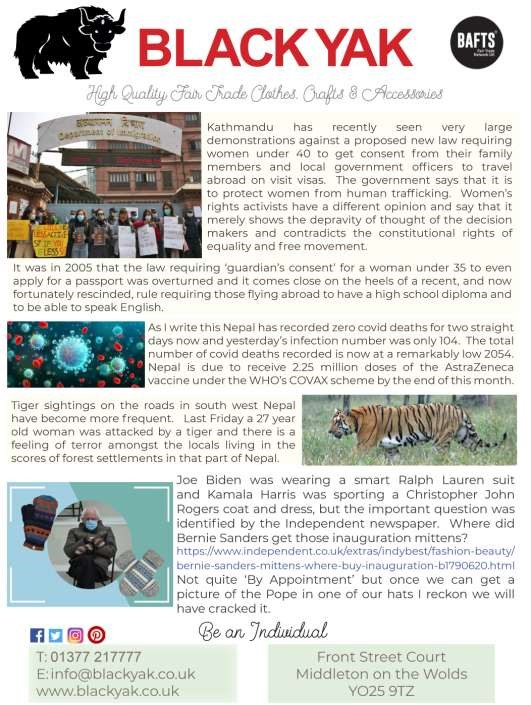 BLACK YAK
BAFTS
Fair Trade
Network UK
High Quality Fair Trade Clothes, Crafts & Accessories
Department of Immigration
Kathmandu has recently seen very large
demonstrations against a proposed new law requiring
women under 40 to get consent from their family
members and local government officers to travel
abroad on visit visas. The government says that it is
to protect women from human trafficking. Women's
rights activists have a different opinion and say that it
merely shows the depravity of thought of the decision
makers and contradicts the constitutional rights of
equality and free movement.
It was in 2005 that the law requiring 'guardian's consent' for a woman under 35 to even
apply for a passport was overturned and it comes close on the heels of a recent, and now
fortunately rescinded, rule requiring those flying abroad to have a high school diploma and
to be able to speak English.
As I write this Nepal has recorded zero covid deaths for two straight
days now and yesterday's infection number was only 104. The total
number of covid deaths recorded is now at a remarkably low 2054.
Nepal is due to receive 2.25 million doses of the AstraZeneca
vaccine under the WHO's COVAX scheme by the end of this month.
Tiger sightings on the roads in south west Nepal
have become more frequent. Last Friday a 27 year
old woman was attacked by a tiger and there is a
feeling of terror amongst the locals living in the
scores of forest settlements in that part of Nepal.
Joe Biden was wearing a smart Ralph Lauren suit
and Kamala Harris was sporting a Christopher John
Rogers coat and dress, but the important question was
identified by the Independent newspaper. Where did
Bernie Sanders get those inauguration mittens?
https://www.independent.co.uk/extras/indybest/fashion-beauty/
bernie-sanders-mittens-where-buy-inauguration-b1790620.html
Not quite 'By Appointment' but once we can get a
picture of the Pope in one of our hats I reckon we will
have cracked it.
Be an Individual
T: 01377 217777
E: info@blackyak.co.uk
www.blackyak.co.uk
Front Street Court
Middleton on the Wolds
YO25 9TZ